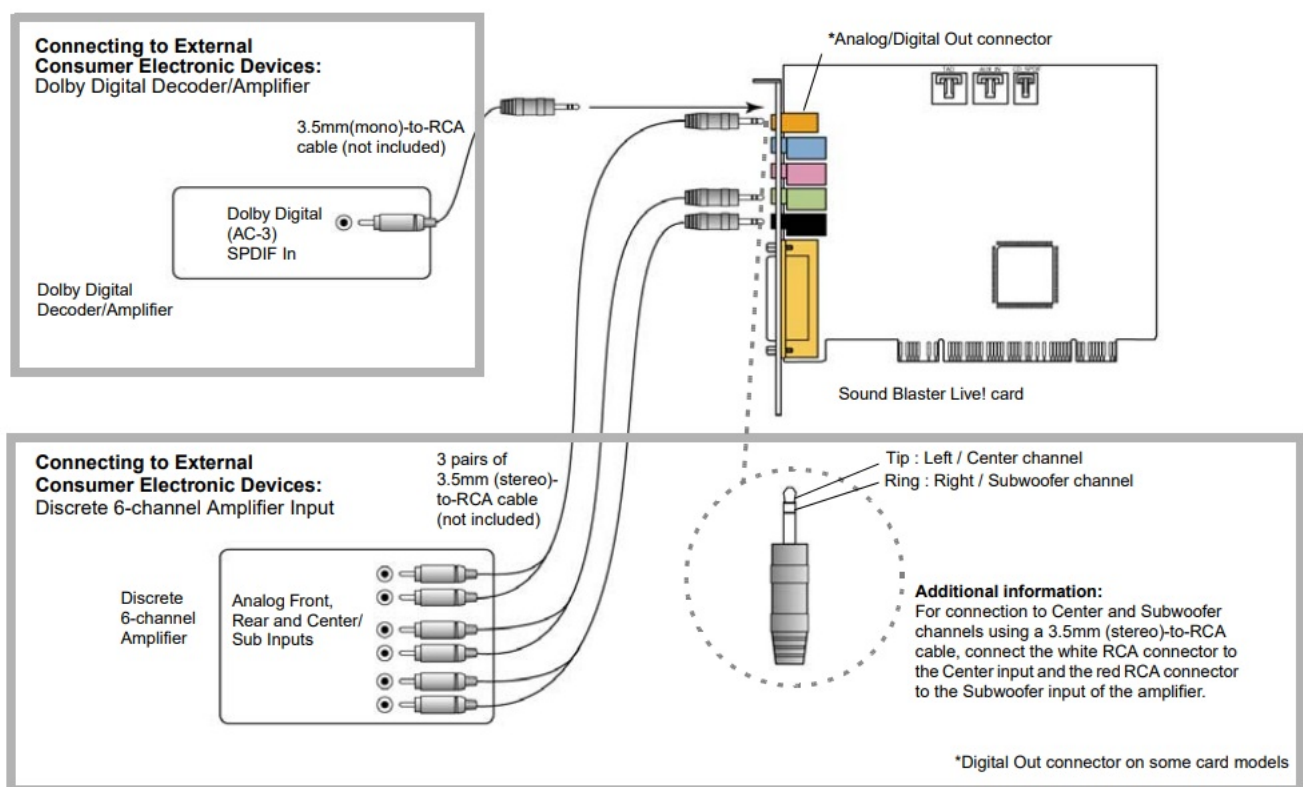 Connecting to External
Consumer Electronic Devices:
Dolby Digital Decoder/Amplifier
3.5mm(mono)-to-RCA
cable (not included)
Dolby Digital
(AC-3)
SPDIF In
Dolby Digital
Decoder/Amplifier
*Analog/Digital Out connector
TAD
AUX IN
CD SPDIF
Sound Blaster Live! card
Connecting to External
Consumer Electronic Devices:
Discrete 6-channel Amplifier Input
3 pairs of
3.5mm (stereo)-
to-RCA cable
(not included)
Discrete
6-channel
Amplifier
Analog Front,
Rear and Center/
Sub Inputs
Tip : Left / Center channel
Ring : Right / Subwoofer channel
Additional information:
For connection to Center and Subwoofer
channels using a 3.5mm (stereo)-to-RCA
cable, connect the white RCA connector to
the Center input and the red RCA connector
to the Subwoofer input of the amplifier.
*Digital Out connector on some card models